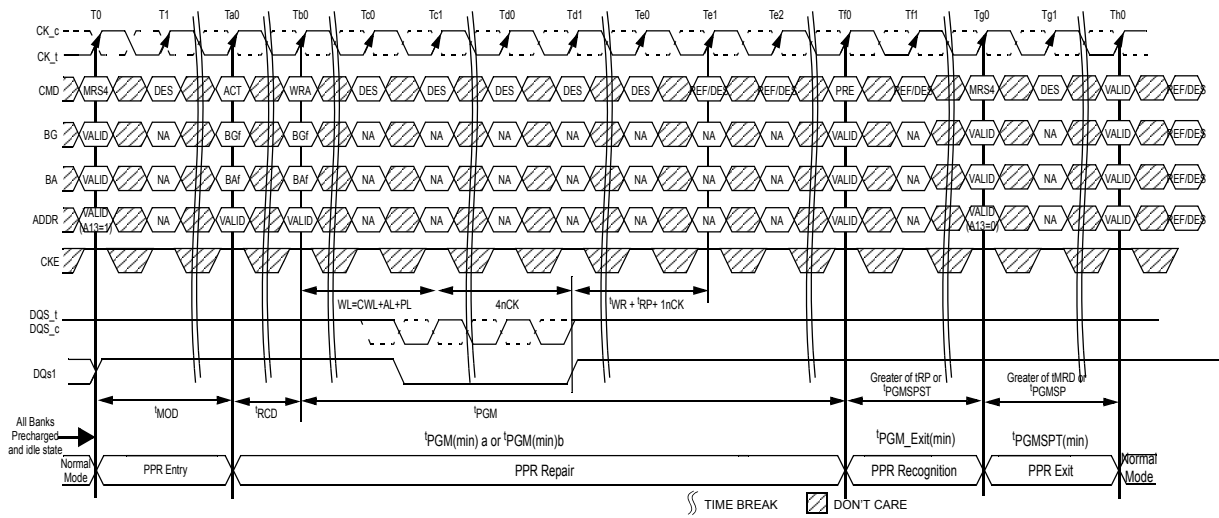 T0 T1 Ta0 Tb0 Tc0 Tc1 Td0 Td1 Te0 Te1 Te2 Tf0 Tf1 Tg0 Tg1 Th0
CK_c
CK_t
CMD MRS4 DES ACT WRA DES DES DES DES DES REF/DES REF/DES PRE REF/DES MRS4 DES VALID REF/DES
BG VALID NA BGf BGf NA NA NA NA NA NA NA VALID NA VALID NA VALID REF/DES
BA VALID NA BAf BAf NA NA NA NA NA NA NA VALID NA VALID NA VALID REF/DES
ADDR VALID (A13=1) NA VALID VALID NA NA NA NA NA NA NA VALID NA VALID (A13=0) NA VALID REF/DES
CKE
WL=CWL+AL+PL 4nCK tWR + tRP+ 1nCK
DQS_t
DQS_c
DQs1
Greater of tRP or tPGMSPST
Greater of tMRD or tPGMSP
tMOD tRCD tPGM
All Banks
Precharged
and idle state
tPGM(min) a or tPGM(min)b tPGM_Exit(min) tPGMSPT(min)
Normal Mode PPR Entry PPR Repair PPR Recognition PPR Exit Normal Mode
TIME BREAK DON'T CARE